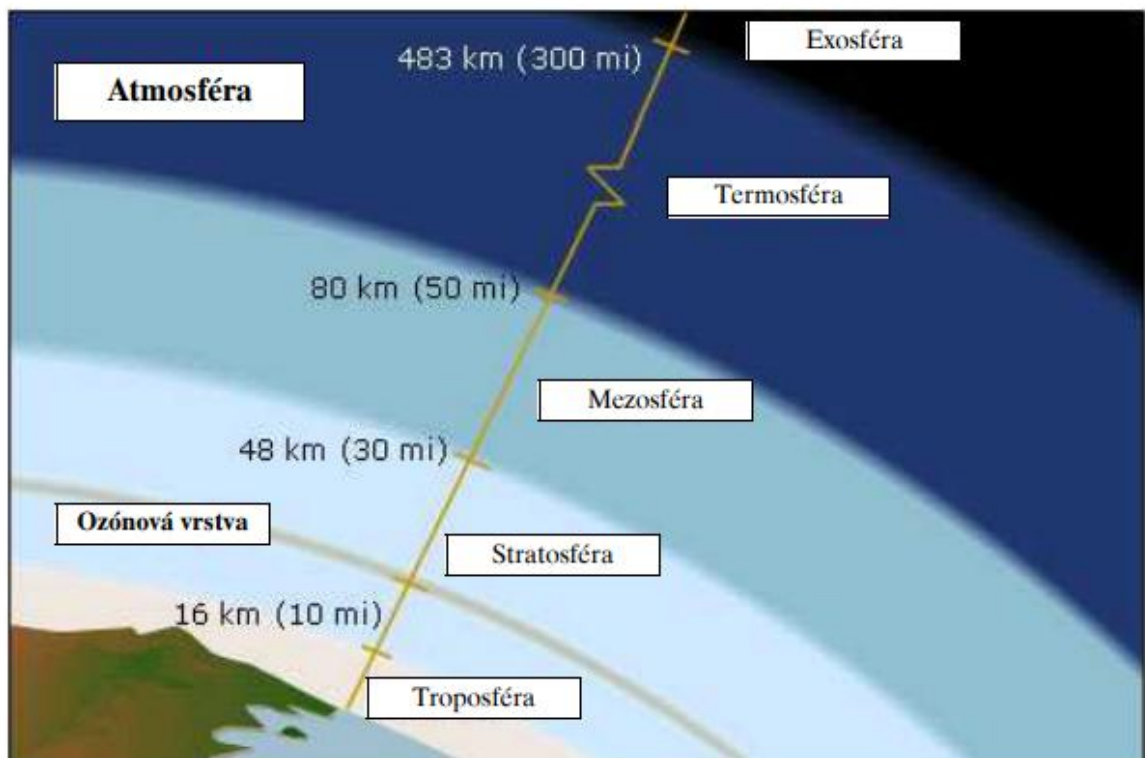 Exosféra
483 km (300 mi)
Atmosféra
Termosféra
80 km (50 mi)
Mezosféra
48 km (30 mi)
Ozónová vrstva
Stratosféra
16 km (10 mi)
Troposféra